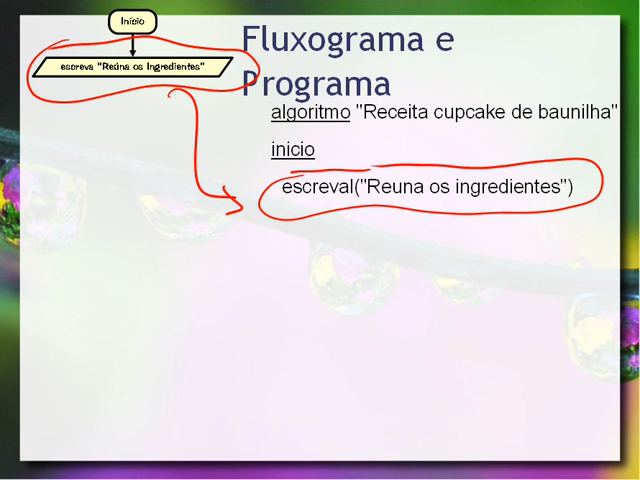 Início
escreva "Reúna os Ingredientes"
Fluxograma e
Programa
algoritmo "Receita cupcake de baunilha"
inicio
escreval("Reuna os ingredientes")